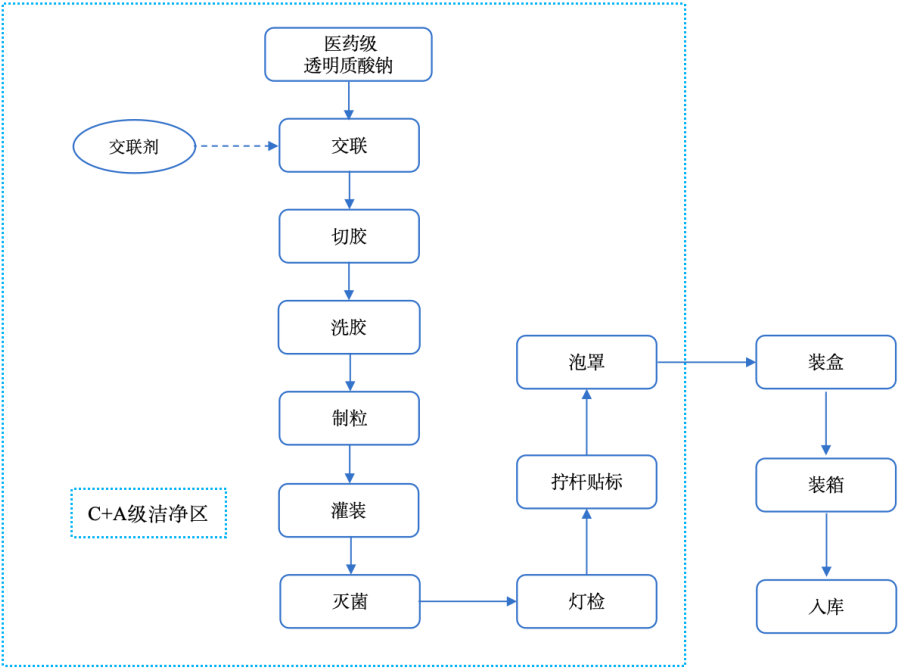 医药级
透明质酸钠
交联剂
交联
切胶
洗胶
制粒
灌装
灭菌
灯检
拧杆贴标
泡罩
装盒
装箱
入库
C+A级洁净区